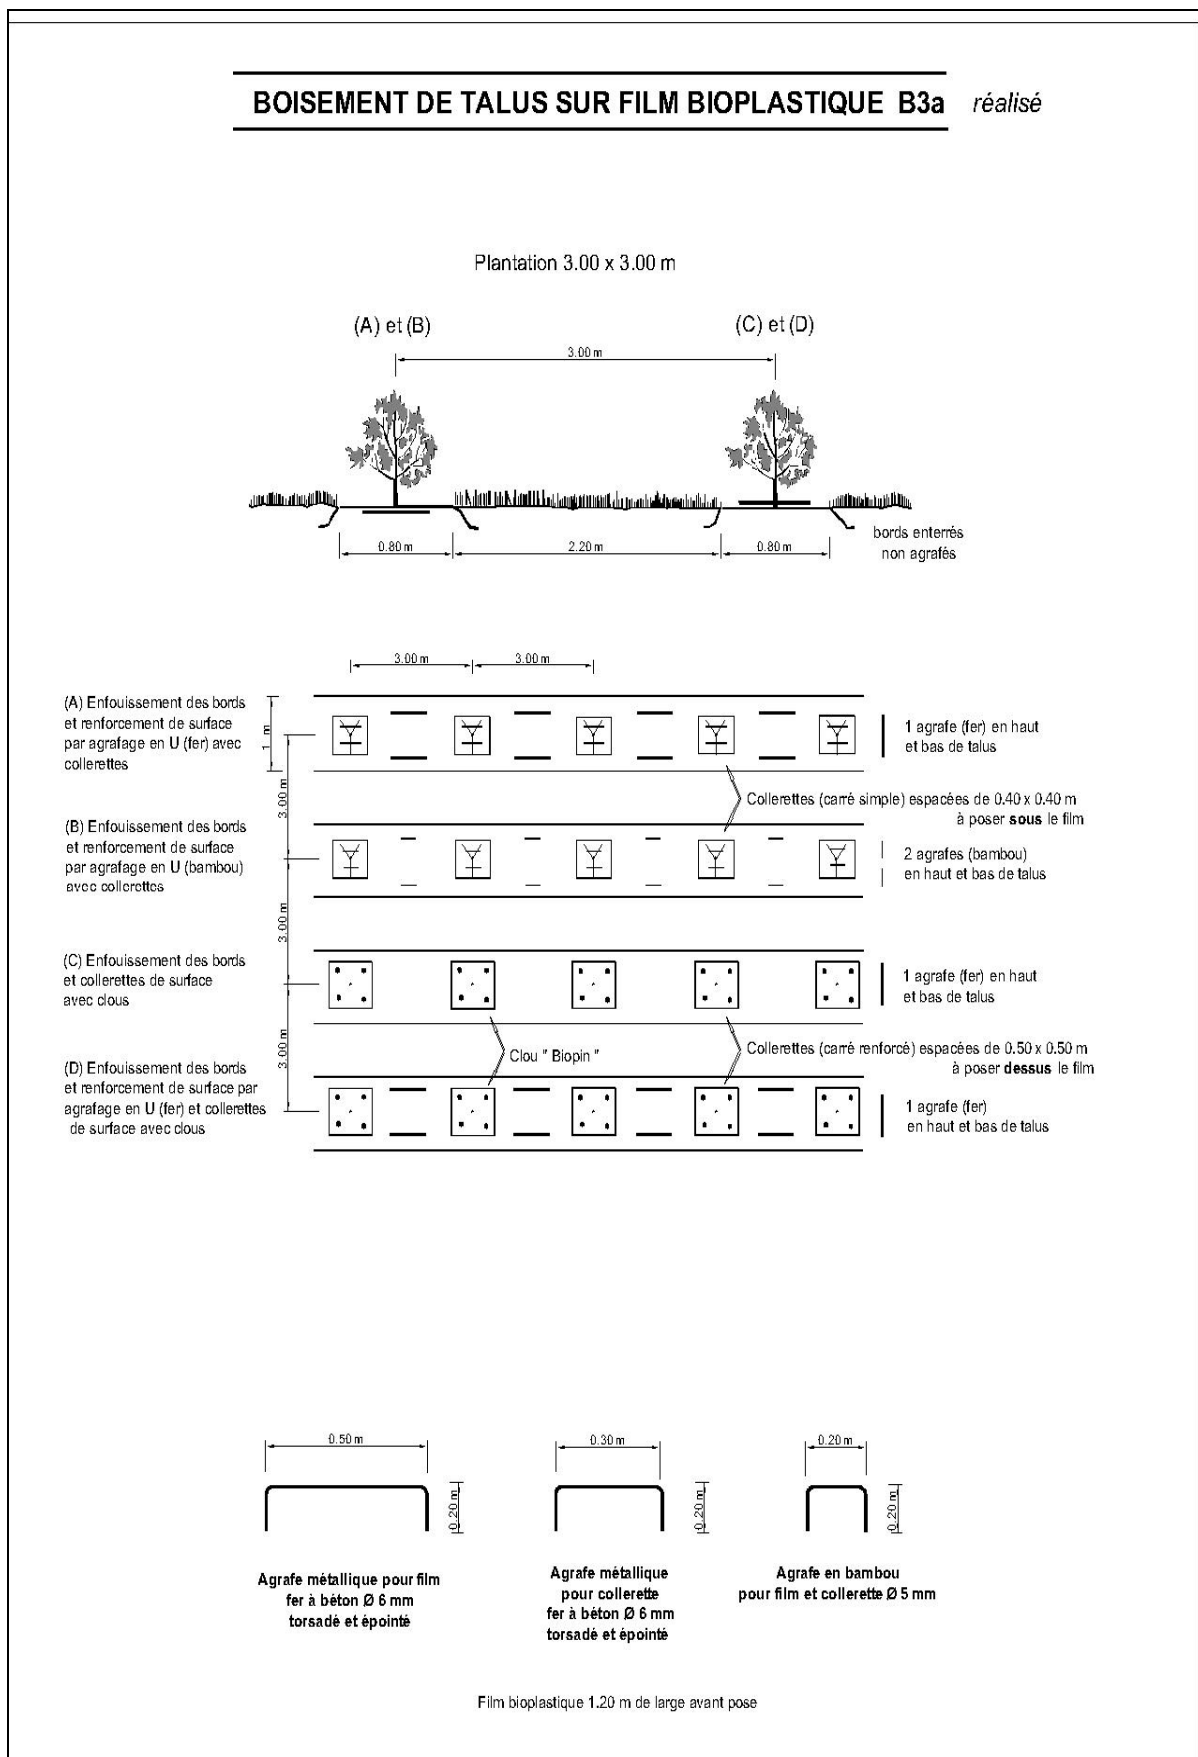 BOISEMENT DE TALUS SUR FILM BIOPLASTIQUE B3a réalisé
Plantation 3.00 x 3.00 m
(A) et (B)
(C) et (D)
3.00 m
0.80 m
2.20 m
0.80 m
bords enterrés
non agrafés
3.00 m
3.00 m
(A) Enfouissement des bords
et renforcement de surface
par agrafage en U (fer) avec
collerettes
1 m
3.00 m
1 agrafe (fer) en haut
et bas de talus
Collerettes (carré simple) espacées de 0.40 x 0.40 m
à poser sous le film
(B) Enfouissement des bords
et renforcement de surface
par agrafage en U (bambou)
avec collerettes
2 agrafes (bambou)
en haut et bas de talus
3.00 m
(C) Enfouissement des bords
et collerettes de surface
avec clous
1 agrafe (fer) en haut
et bas de talus
3.00 m
Clou " Biopin "
Collerettes (carré renforcé) espacées de 0.50 x 0.50 m
à poser dessus le film
(D) Enfouissement des bords
et renforcement de surface par
agrafage en U (fer) et collerettes
de surface avec clous
1 agrafe (fer)
en haut et bas de talus
0.50 m
0.20 m
0.30 m
0.20 m
0.20 m
0.20 m
Agrafe métallique pour film
fer à béton Ø 6 mm
torsadé et épointé
Agrafe métallique
pour collerette
fer à béton Ø 6 mm
torsadé et épointé
Agrafe en bambou
pour film et collerette Ø 5 mm
Film bioplastique 1.20 m de large avant pose